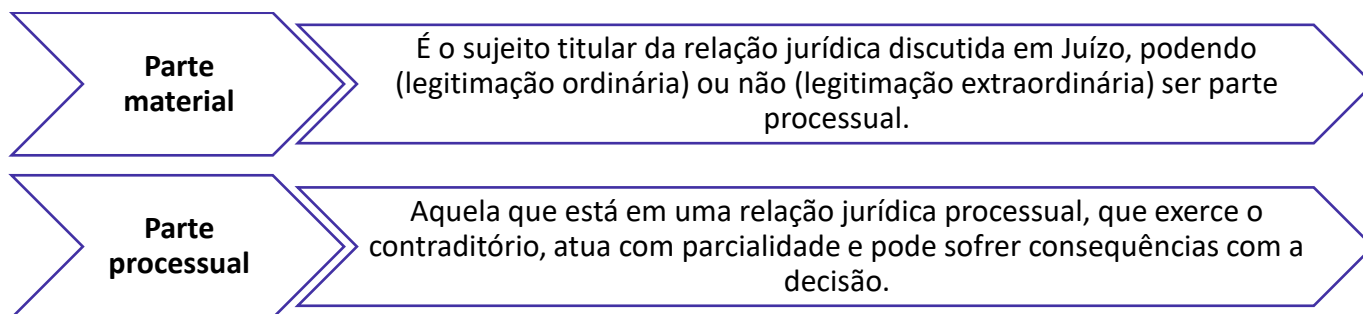 Parte
material
É o sujeito titular da relação jurídica discutida em Juízo, podendo
(legitimação ordinária) ou não (legitimação extraordinária) ser parte
processual.
Parte
processual
Aquela que está em uma relação jurídica processual, que exerce o
contraditório, atua com parcialidade e pode sofrer consequências com a
decisão.